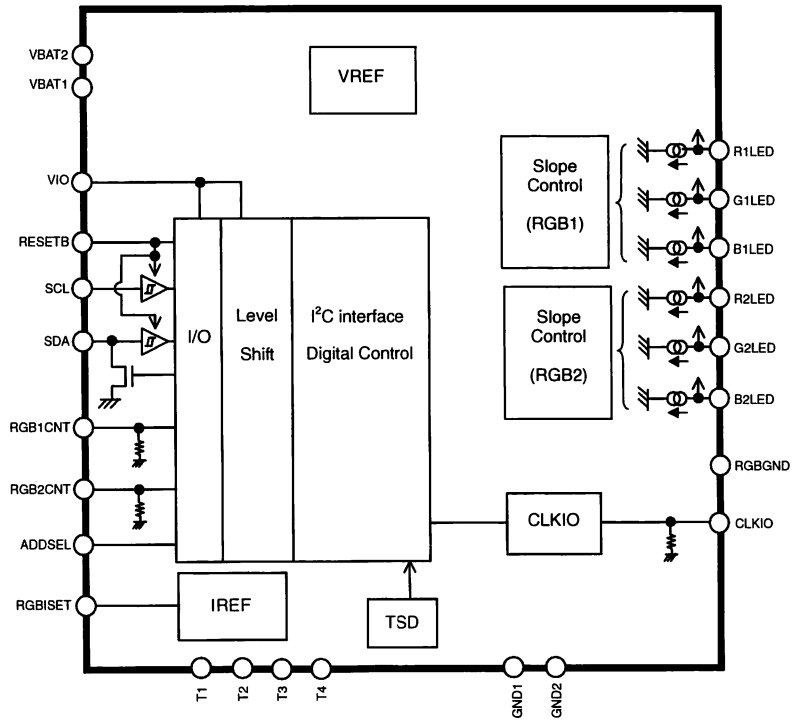 VBAT2
VBAT1
VREF
VIO
RESETB
SCL
SDA
RGB1CNT
RGB2CNT
ADDSEL
RGBISET
I/O
Level
Shift
I²C interface
Digital Control
Slope
Control
(RGB1)
Slope
Control
(RGB2)
R1LED
G1LED
B1LED
R2LED
G2LED
B2LED
RGBGND
CLKIO
CLKIO
IREF
TSD
T1
T2
T3
T4
GND1
GND2